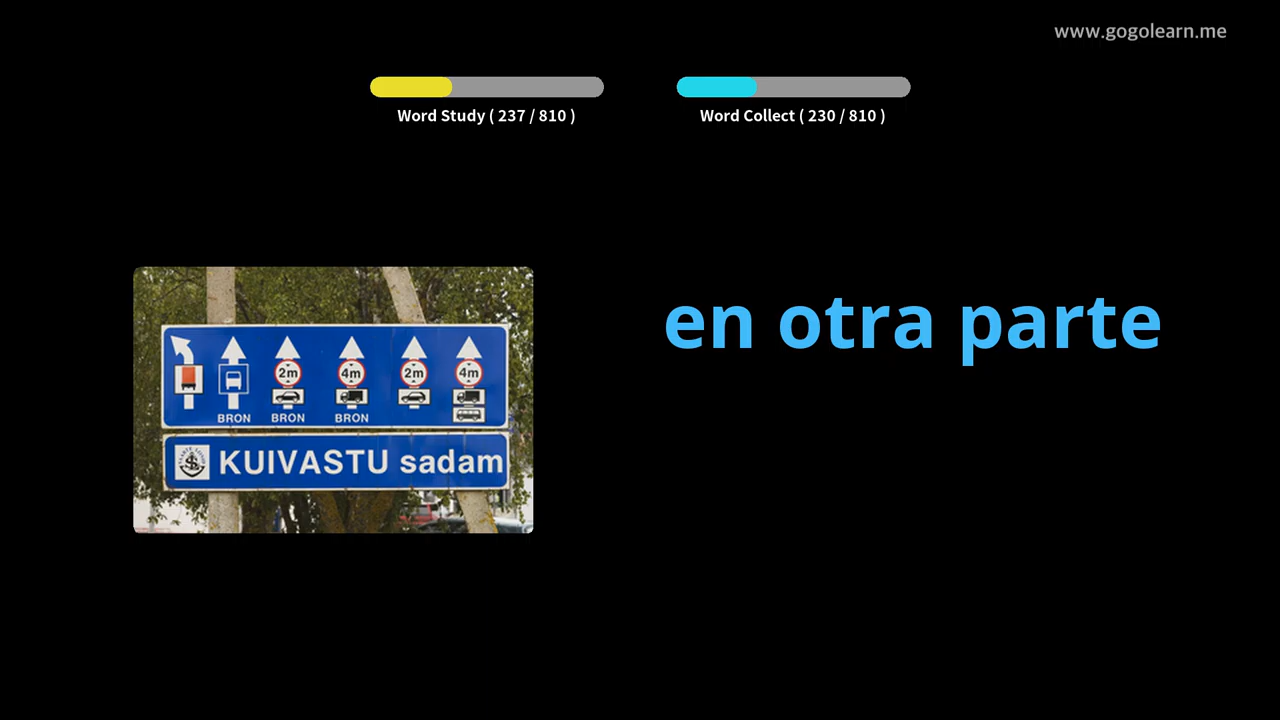 www.gogolearn.me
Word Study ( 237 / 810 )
Word Collect ( 230 / 810 )
en otra parte
2m 4m 2m 4m
BRON BRON BRON
KUIVASTU sadam